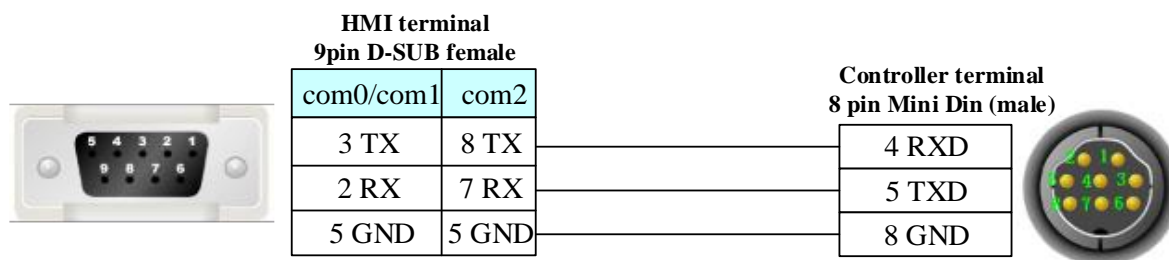 HMI terminal
9pin D-SUB female
com0/com1 com2
3 TX 8 TX
2 RX 7 RX
5 GND 5 GND
Controller terminal
8 pin Mini Din (male)
4 RXD
5 TXD
8 GND
5 4 3 2 1
9 8 7 6
2 1
5 4 3
8 7 6